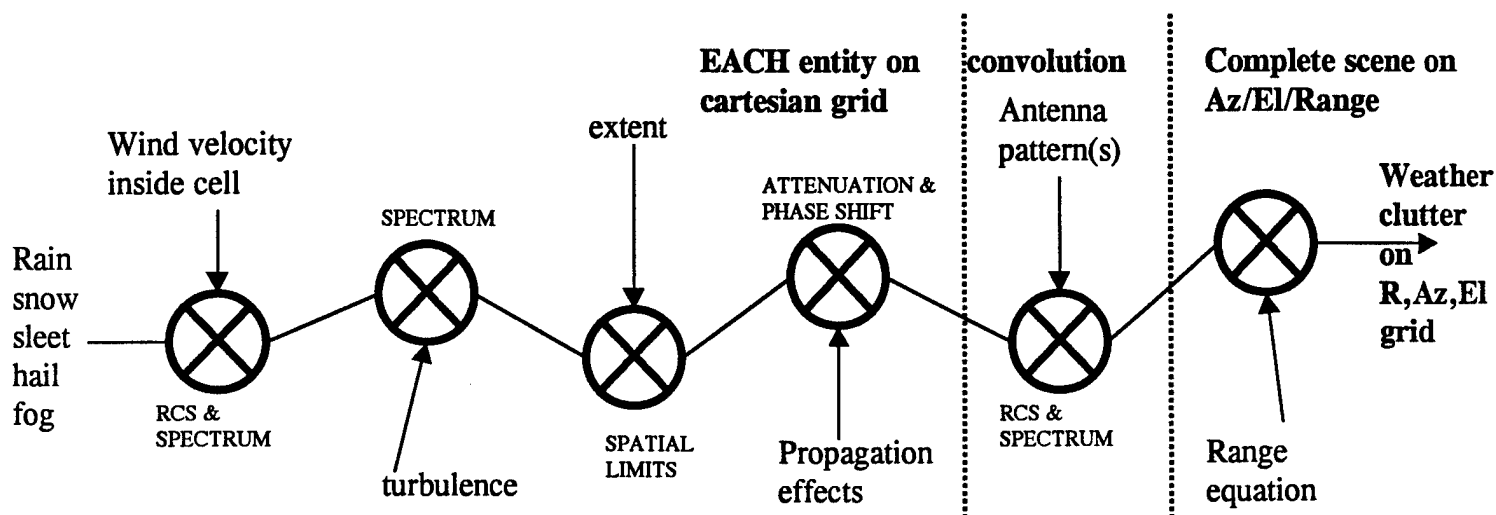 EACH entity on
cartesian grid
convolution
Complete scene on
Az/El/Range
Wind velocity
inside cell
extent
Antenna
pattern(s)
SPECTRUM
ATTENUATION &
PHASE SHIFT
Weather
clutter
on
R,Az,El
grid
Rain
snow
sleet
hail
fog
RCS &
SPECTRUM
turbulence
SPATIAL
LIMITS
Propagation
effects
RCS &
SPECTRUM
Range
equation